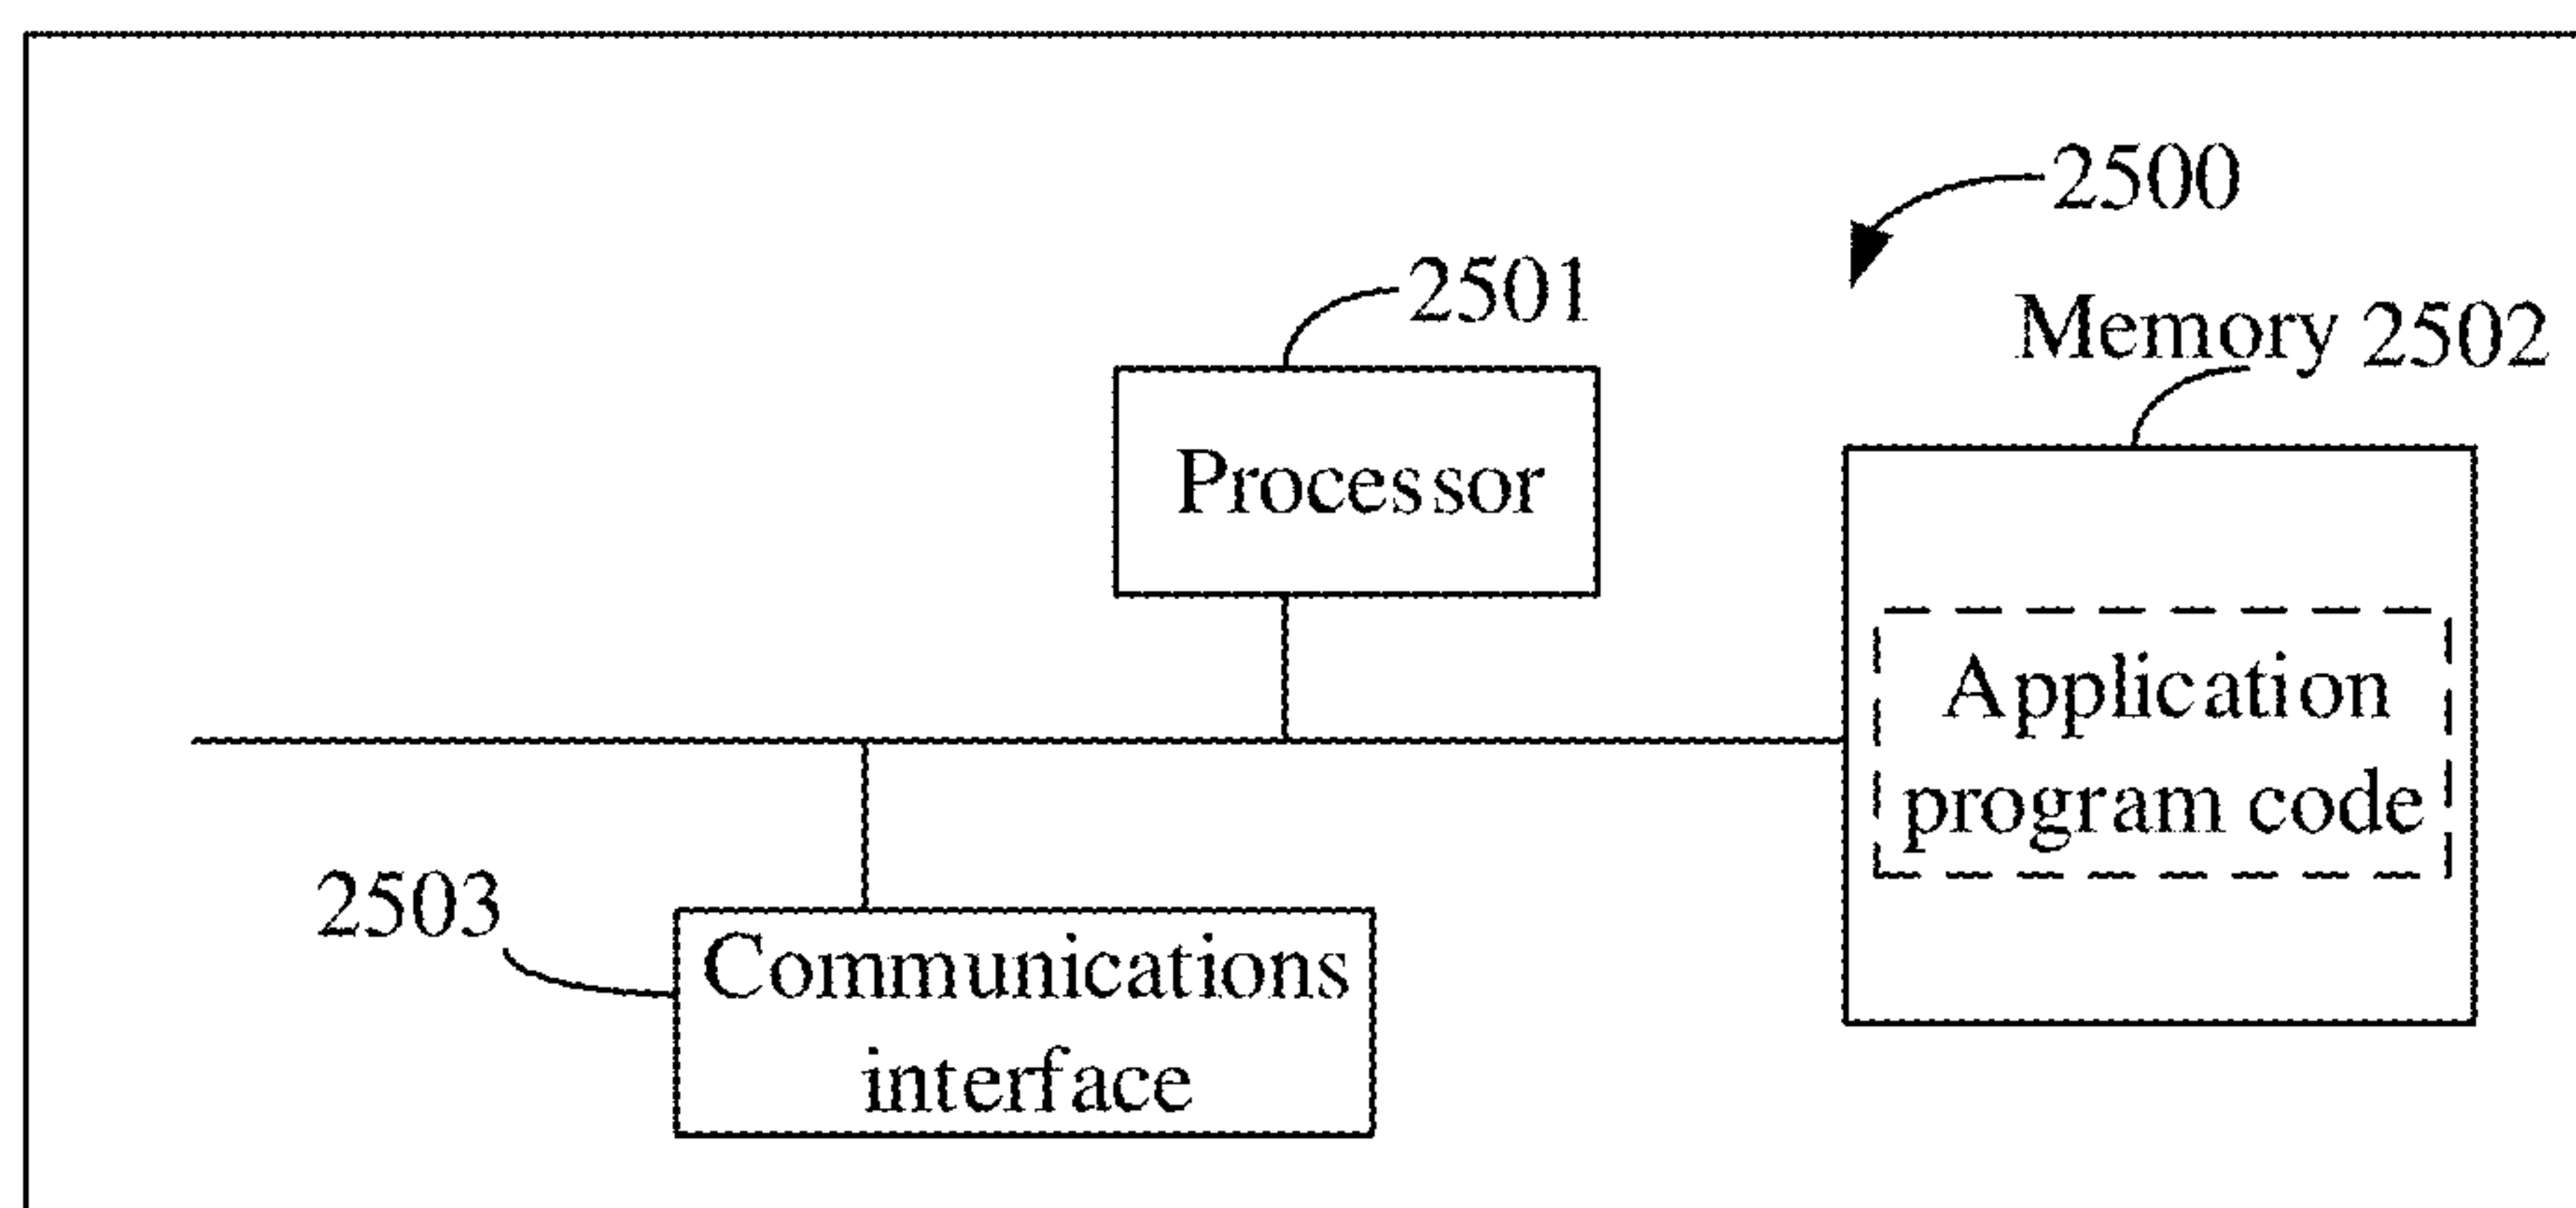 2500
2501
Memory 2502
Processor
Application
program code
2503
Communications
interface